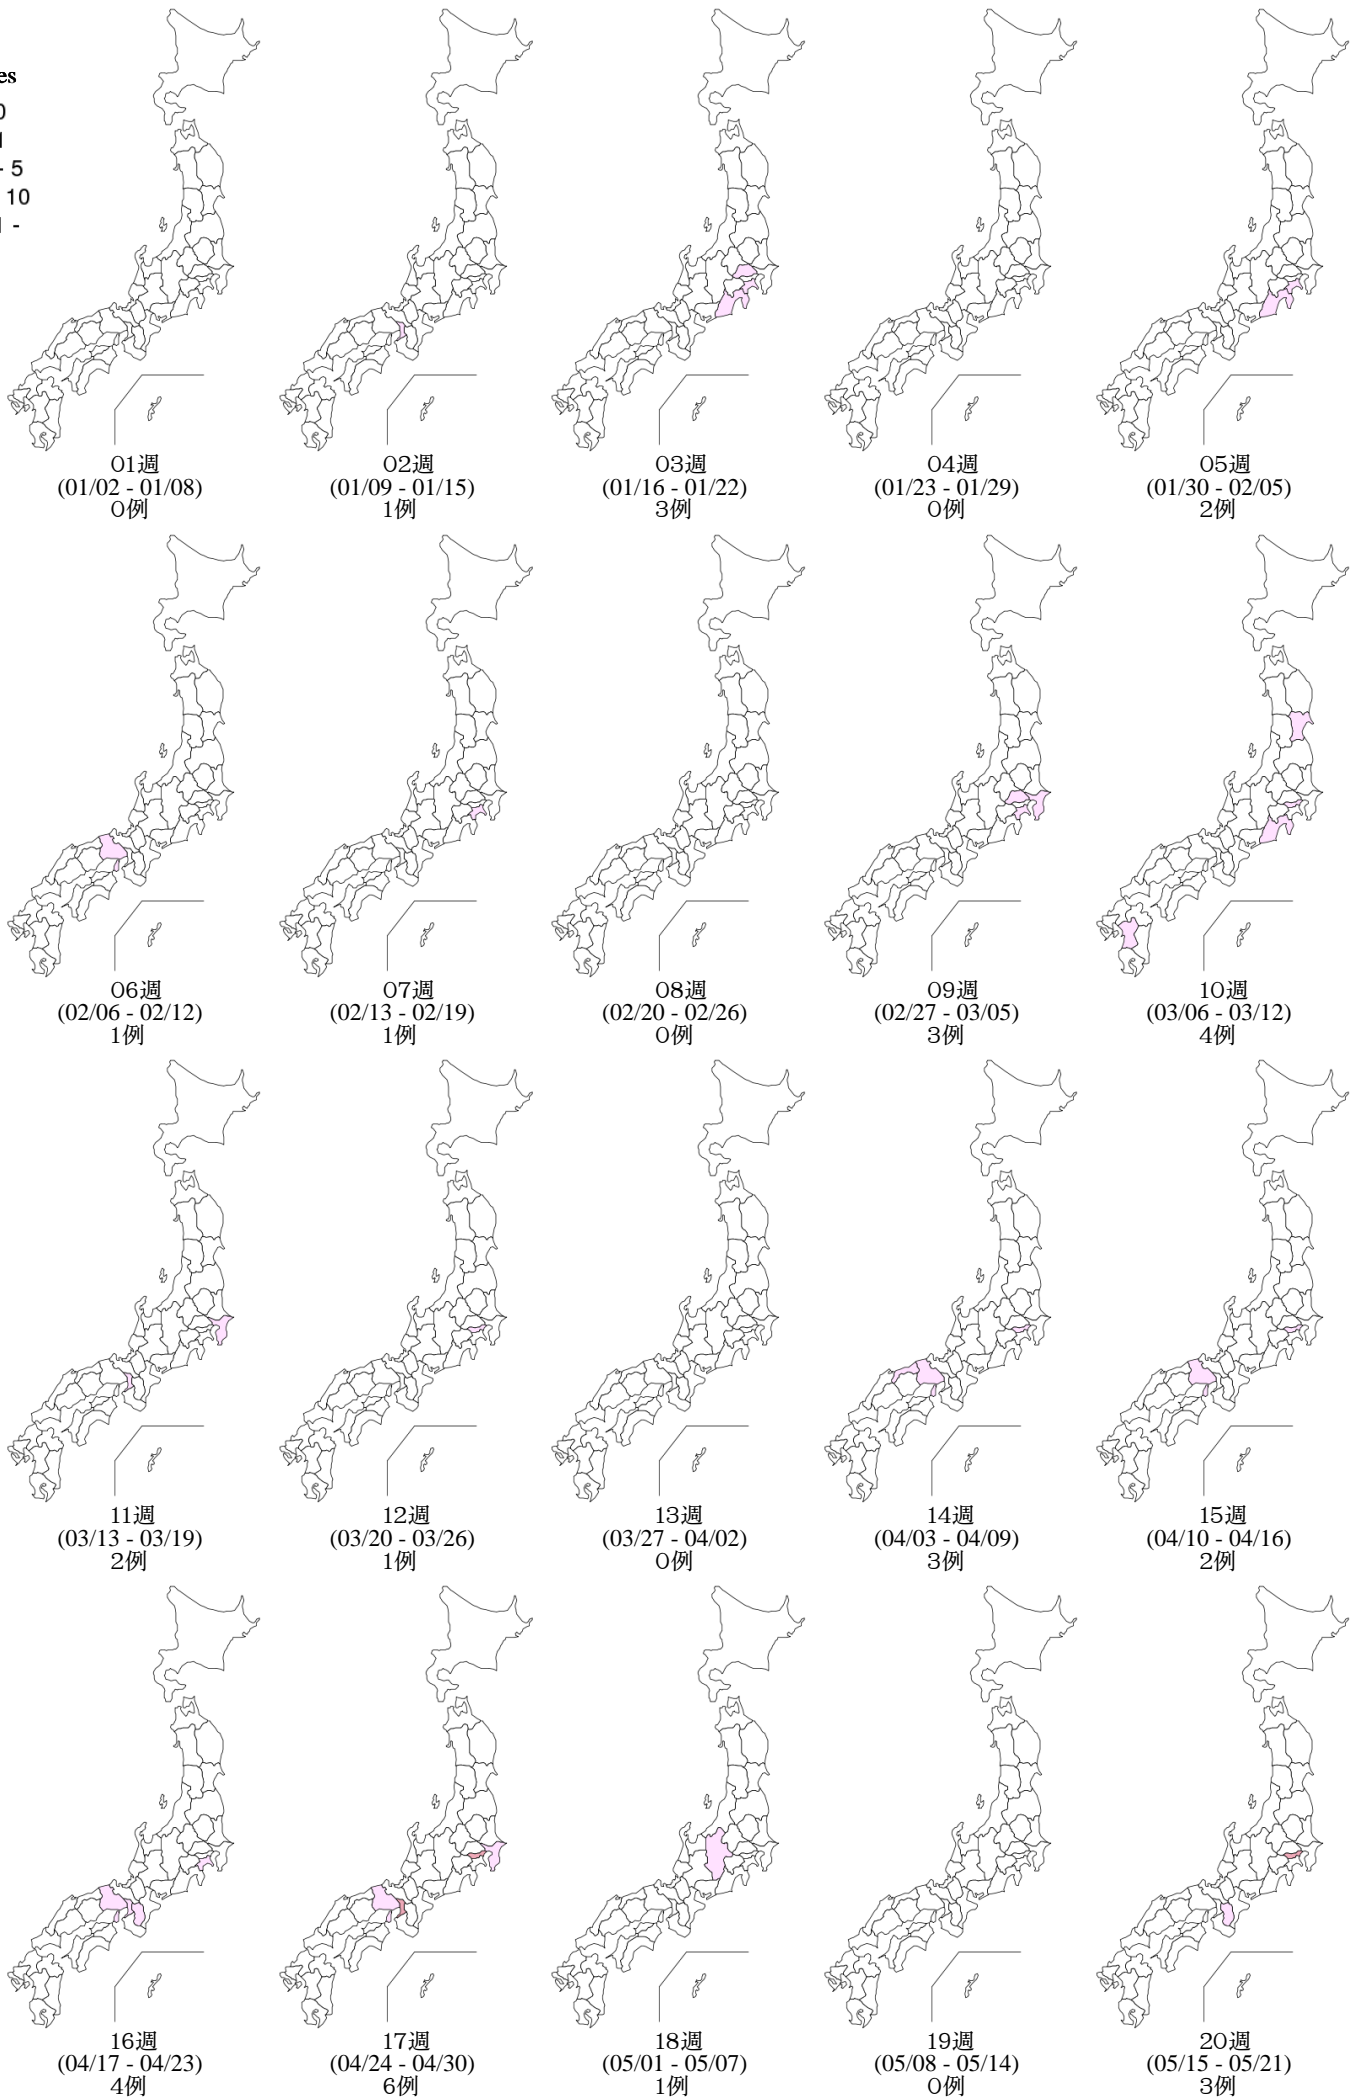 es
0
- 5
10
-
01週
(01/02 - 01/08)
0例
02週
(01/09 - 01/15)
1例
03週
(01/16 - 01/22)
3例
04週
(01/23 - 01/29)
0例
05週
(01/30 - 02/05)
2例
06週
(02/06 - 02/12)
1例
07週
(02/13 - 02/19)
1例
08週
(02/20 - 02/26)
0例
09週
(02/27 - 03/05)
3例
10週
(03/06 - 03/12)
4例
11週
(03/13 - 03/19)
2例
12週
(03/20 - 03/26)
1例
13週
(03/27 - 04/02)
0例
14週
(04/03 - 04/09)
3例
15週
(04/10 - 04/16)
2例
16週
(04/17 - 04/23)
4例
17週
(04/24 - 04/30)
6例
18週
(05/01 - 05/07)
1例
19週
(05/08 - 05/14)
0例
20週
(05/15 - 05/21)
3例